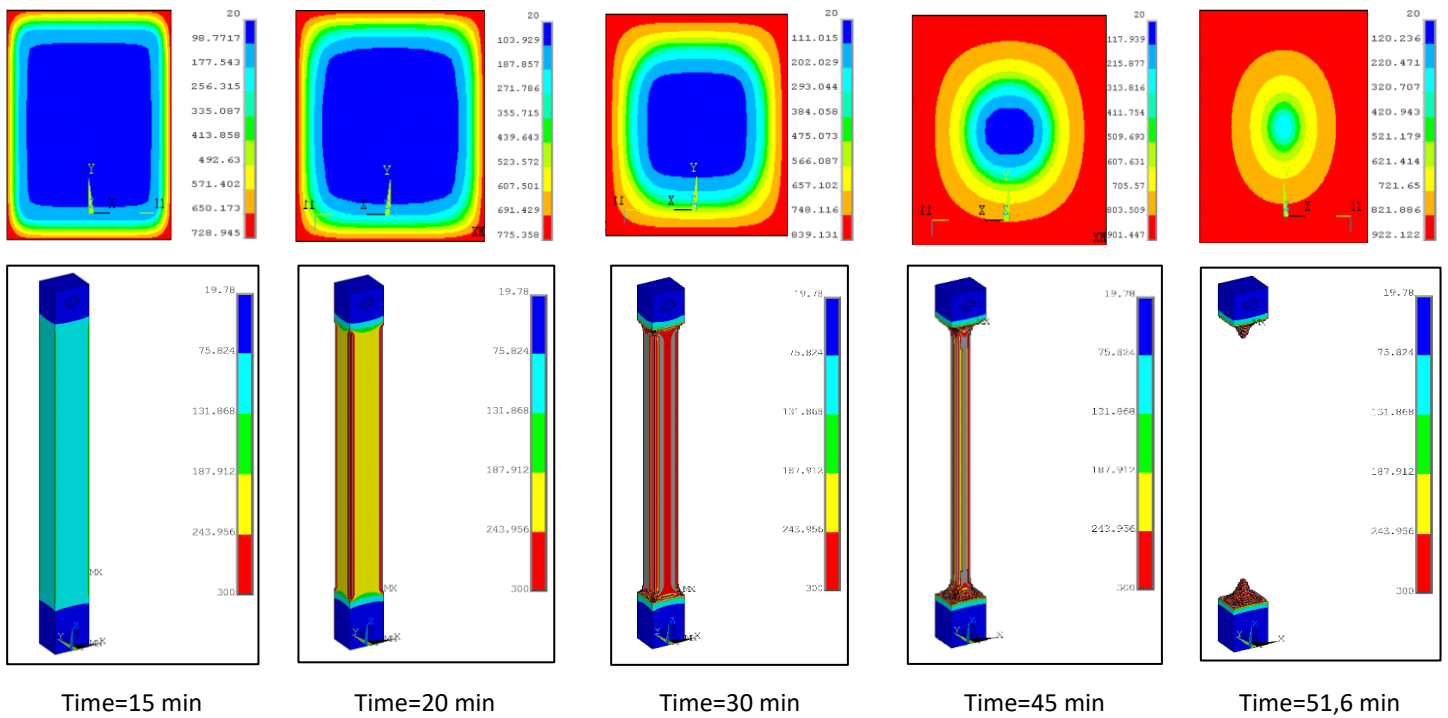 20
98.7717
177.543
256.315
335.087
413.858
492.63
571.402
650.173
728.945
Y
X
11
20
103.929
187.857
271.786
355.715
439.643
523.572
607.501
691.429
775.358
Y
X
11
XM
20
111.015
202.029
293.044
384.058
475.073
566.087
657.102
748.116
839.131
Y
X
11
20
117.939
215.877
313.816
411.754
509.693
607.631
705.57
803.509
901.447
Y
X
11
XM
20
120.236
220.471
320.707
420.943
521.179
621.414
721.65
821.886
922.122
Y
X
11
19.78
75.824
131.868
187.912
243.956
300
MX
Y
Z
X
19.78
75.824
131.868
187.912
243.956
300
MX
Y
Z
X
19.78
75.824
131.868
187.912
243.956
300
MX
Y
Z
X
19.78
75.824
131.868
187.912
243.956
300
MX
Y
Z
X
19.78
75.824
131.868
187.912
243.956
300
MX
Y
Z
X
Time=15 min
Time=20 min
Time=30 min
Time=45 min
Time=51,6 min